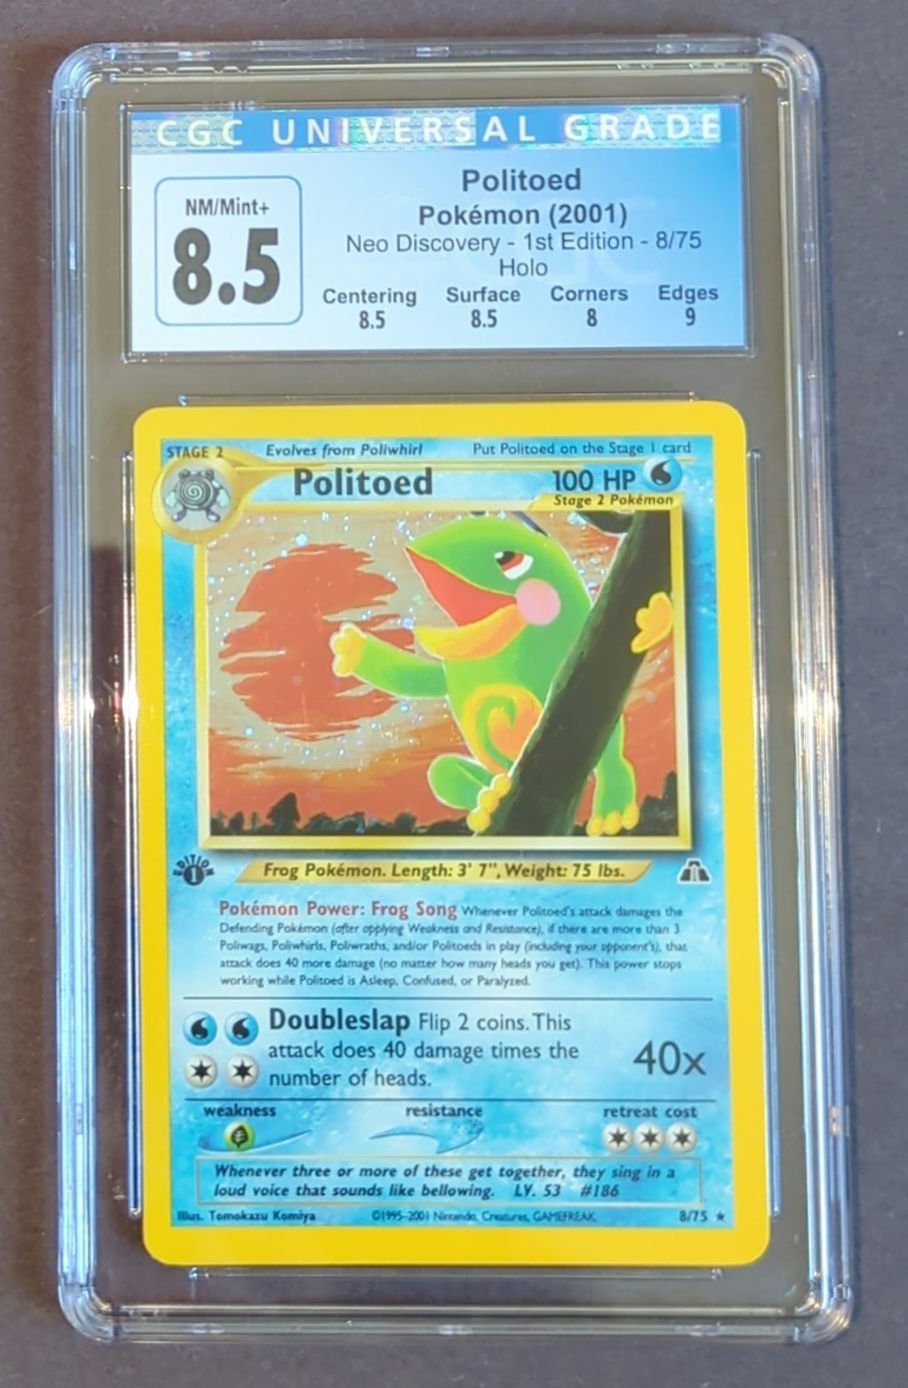 CGC UNIVERSAL GRADE
NM/Mint+
8.5
Politoed
Pokémon (2001)
Neo Discovery - 1st Edition - 8/75
Holo
Centering Surface Corners Edges
8.5 8.5 8 9
STAGE 2 Evolves from Poliwhirl Put Politoed on the Stage 1 card
Politoed 100 HP
Stage 2 Pokémon
EDITION
1
Frog Pokémon. Length: 3' 7", Weight: 75 lbs.
Pokémon Power: Frog Song Whenever Politoed's attack damages the
Defending Pokémon (after applying Weakness and Resistance), if there are more than 3
Poliwags, Poliwhirls, Poliwraths, and/or Politoeds in play (including your opponent's), that
attack does 40 more damage (no matter how many heads you get). This power stops
working while Politoed is Asleep, Confused, or Paralyzed.
Doubleslap Flip 2 coins. This
attack does 40 damage times the
number of heads.
40x
weakness resistance retreat cost
Whenever three or more of these get together, they sing in a
loud voice that sounds like bellowing. LV. 53 #186
Illus. Tomokazu Komiya ©1995-2001 Nintendo, Creatures, GAMEFREAK. 8/75 ★